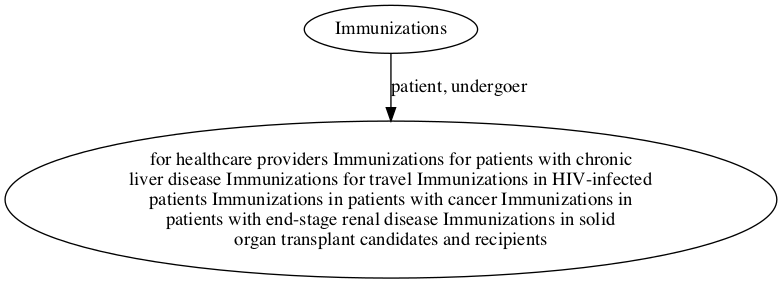 Immunizations
patient, undergoer
for healthcare providers Immunizations for patients with chronic
liver disease Immunizations for travel Immunizations in HIV-infected
patients Immunizations in patients with cancer Immunizations in
patients with end-stage renal disease Immunizations in solid
organ transplant candidates and recipients